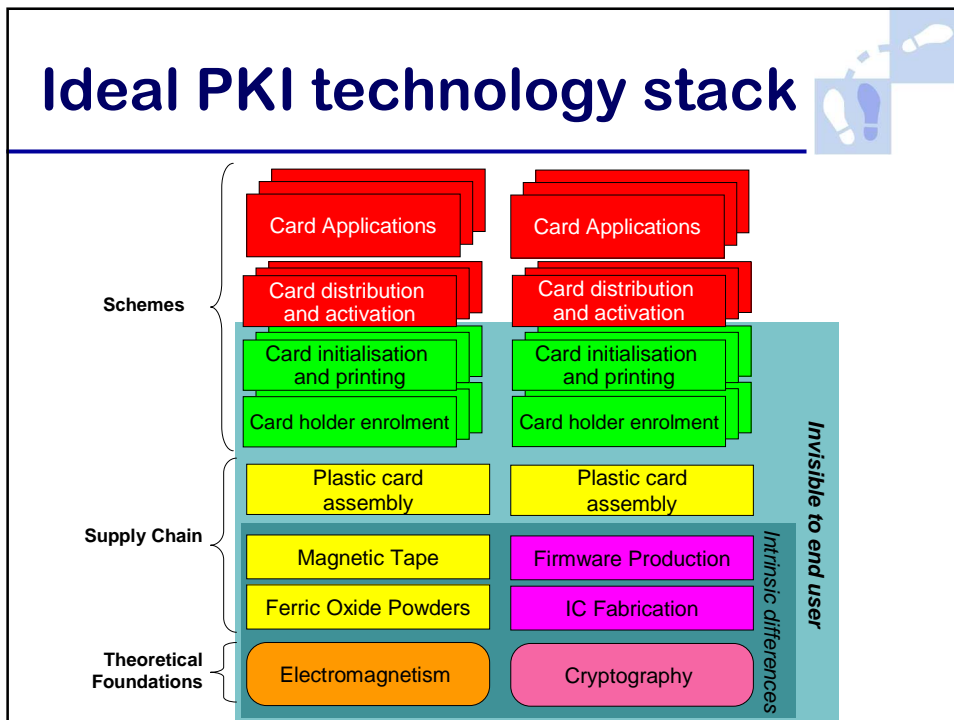 Ideal PKI technology stack
Schemes
Card Applications
Card Applications
Card distribution
and activation
Card distribution
and activation
Card initialisation
and printing
Card initialisation
and printing
Card holder enrolment
Card holder enrolment
Supply Chain
Plastic card
assembly
Plastic card
assembly
Magnetic Tape
Firmware Production
Ferric Oxide Powders
IC Fabrication
Theoretical
Foundations
Electromagnetism
Cryptography
Intrinsic differences
Invisible to end user